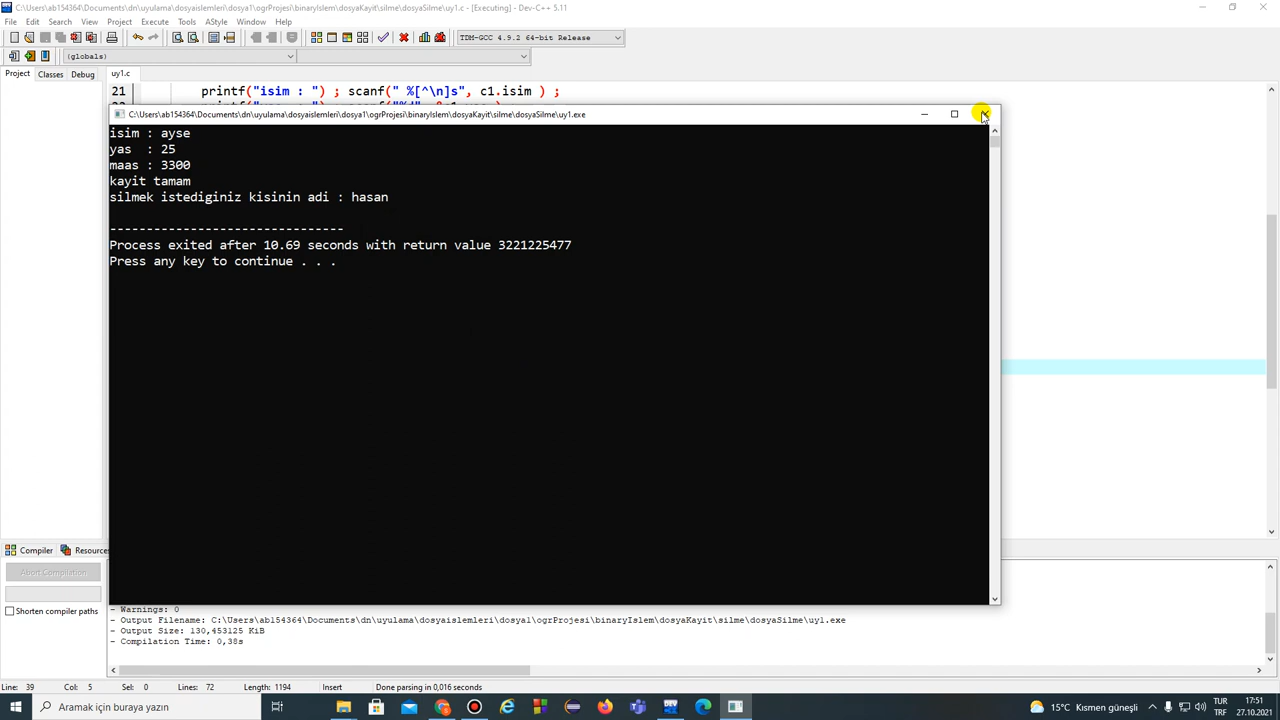 C:\Users\ab154364\Documents\dn\uyulama\dosyaislemleri\dosya1\ogrProjesi\binaryIslem\dosyaKayit\silme\dosyaSilme\uy1.c - [Executing] - Dev-C++ 5.11
File Edit Search View Project Execute Tools AStyle Window Help
TDM-GCC 4.9.2 64-bit Release
(globals)
Project Classes Debug uy1.c
21 printf("isim : ") ; scanf(" %[^\n]s", c1.isim ) ;
C:\Users\ab154364\Documents\dn\uyulama\dosyaislemleri\dosya1\ogrProjesi\binaryIslem\dosyaKayit\silme\dosyaSilme\uy1.exe
isim : ayse
yas : 25
maas : 3300
kayit tamam
silmek istediginiz kisinin adi : hasan
--------------------------------
Process exited after 10.69 seconds with return value 3221225477
Press any key to continue . . .
Compiler Resources
Abort Compilation
Shorten compiler paths
- Warnings: 0
- Output Filename: C:\Users\ab154364\Documents\dn\uyulama\dosyaislemleri\dosya1\ogrProjesi\binaryIslem\dosyaKayit\silme\dosyaSilme\uy1.exe
- Output Size: 130,453125 KiB
- Compilation Time: 0,38s
Line: 39 Col: 5 Sel: 0 Lines: 72 Length: 1194 Insert Done parsing in 0,016 seconds
Aramak için buraya yazın
15°C Kısmen güneşli
TUR
TRF
17:51
27.10.2021